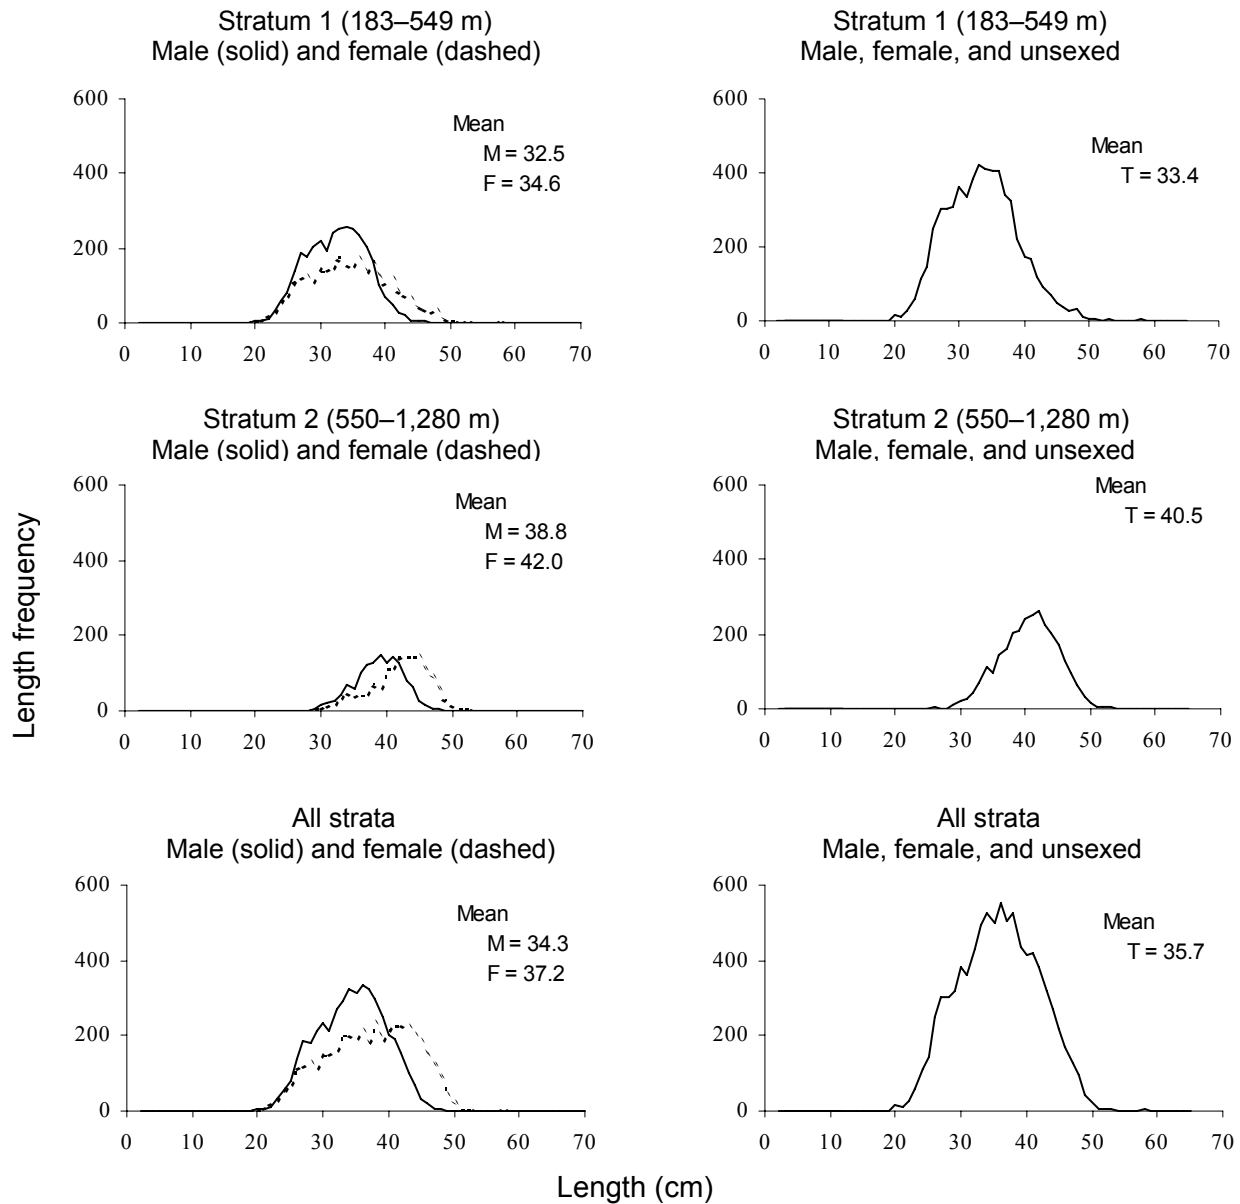 Stratum 1 (183–549 m)
Male (solid) and female (dashed)
600
400
200
0
Mean
M = 32.5
F = 34.6
0 10 20 30 40 50 60 70
Stratum 1 (183–549 m)
Male, female, and unsexed
600
400
200
0
Mean
T = 33.4
0 10 20 30 40 50 60 70
Stratum 2 (550–1,280 m)
Male (solid) and female (dashed)
600
400
200
0
Mean
M = 38.8
F = 42.0
0 10 20 30 40 50 60 70
Stratum 2 (550–1,280 m)
Male, female, and unsexed
600
400
200
0
Mean
T = 40.5
0 10 20 30 40 50 60 70
Length frequency
All strata
Male (solid) and female (dashed)
600
400
200
0
Mean
M = 34.3
F = 37.2
0 10 20 30 40 50 60 70
All strata
Male, female, and unsexed
600
400
200
0
Mean
T = 35.7
0 10 20 30 40 50 60 70
Length (cm)